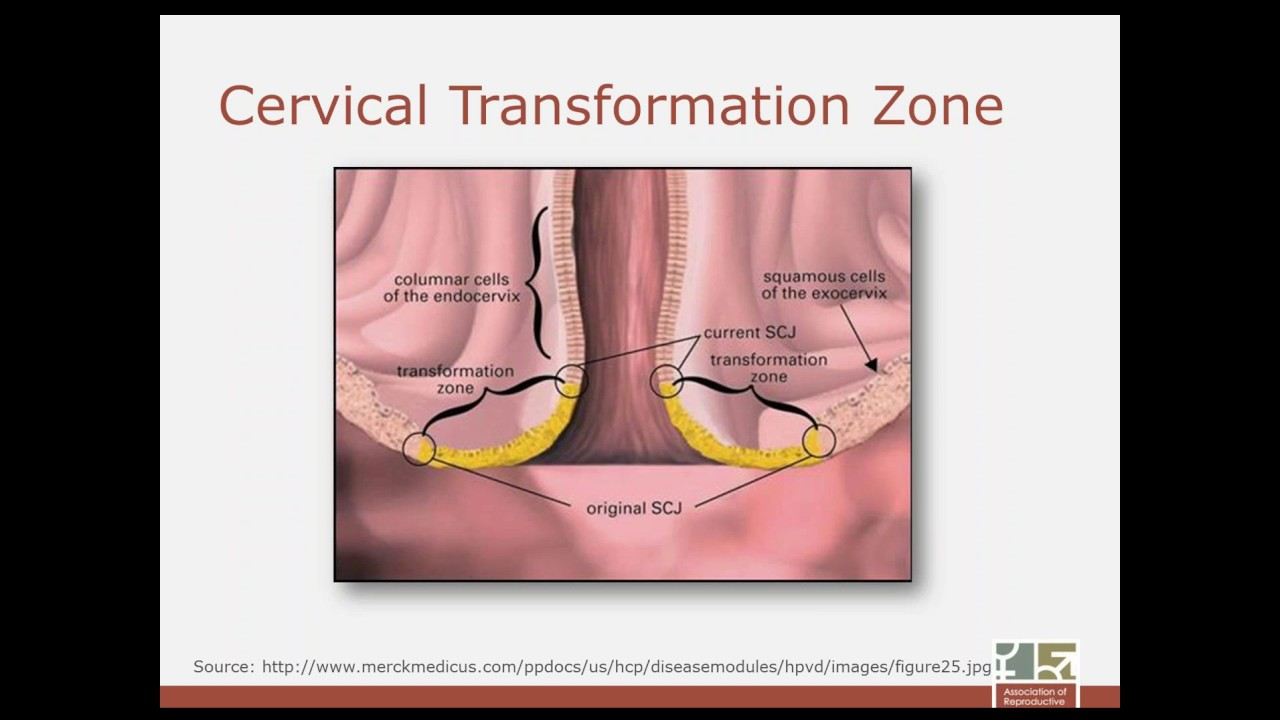 Cervical Transformation Zone
columnar cells
of the endocervix
squamous cells
of the exocervix
current SCJ
transformation
zone
transformation
zone
original SCJ
Source: http://www.merckmedicus.com/ppdocs/us/hcp/diseasemodules/hpvd/images/figure25.jpg
Association of
Reproductive